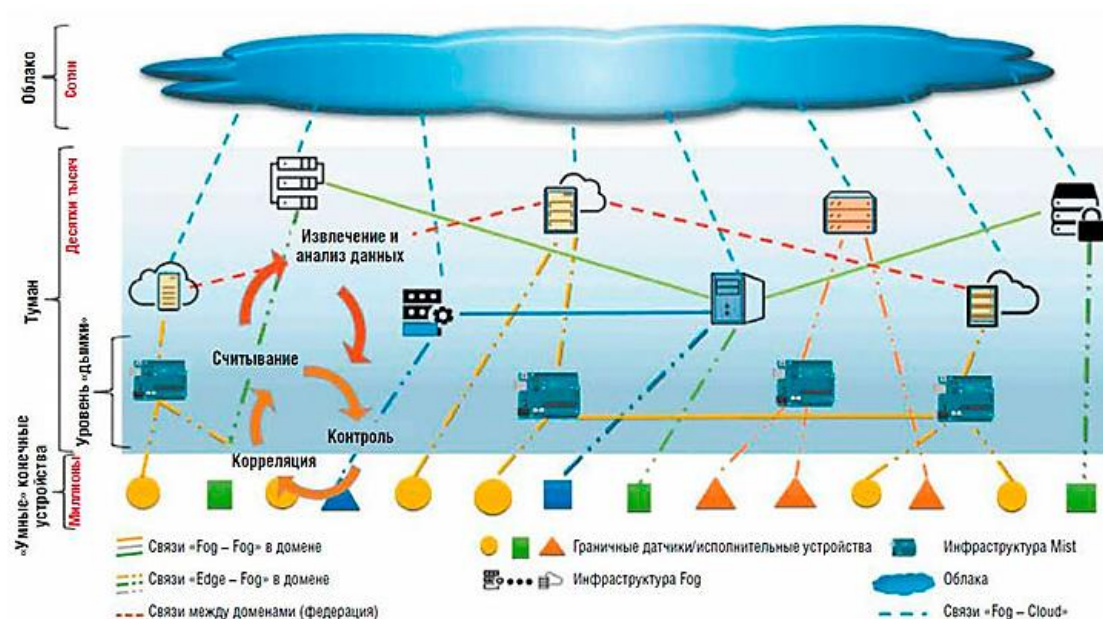 Облако
Сотни
Туман
Десятки тысяч
Извлечение и
анализ данных
Уровень «дымки»
Считывание
Контроль
Корреляция
«Умные» конечные
устройства
Миллионы
Связи «Fog – Fog» в домене
Связи «Edge – Fog» в домене
Связи между доменами (федерация)
Граничные датчики/исполнительные устройства
Инфраструктура Fog
Инфраструктура Mist
Облака
Связи «Fog – Cloud»